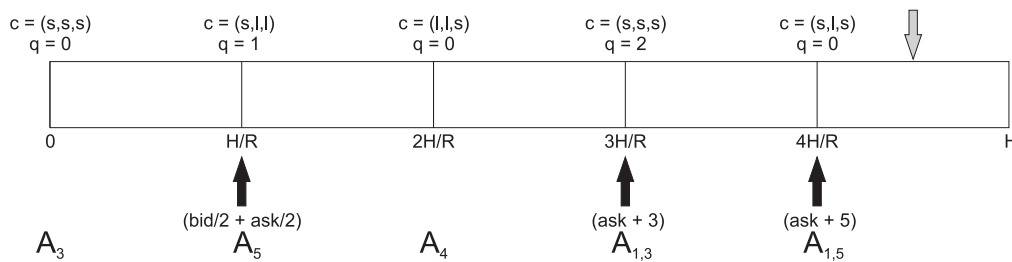 c = (s,s,s) c = (s,l,l) c = (l,l,s) c = (s,s,s) c = (s,l,s)
q = 0 q = 1 q = 0 q = 2 q = 0
0 H/R 2H/R 3H/R 4H/R H
(bid/2 + ask/2) (ask + 3) (ask + 5)
A₃ A₅ A₄ A₁,₃ A₁,₅